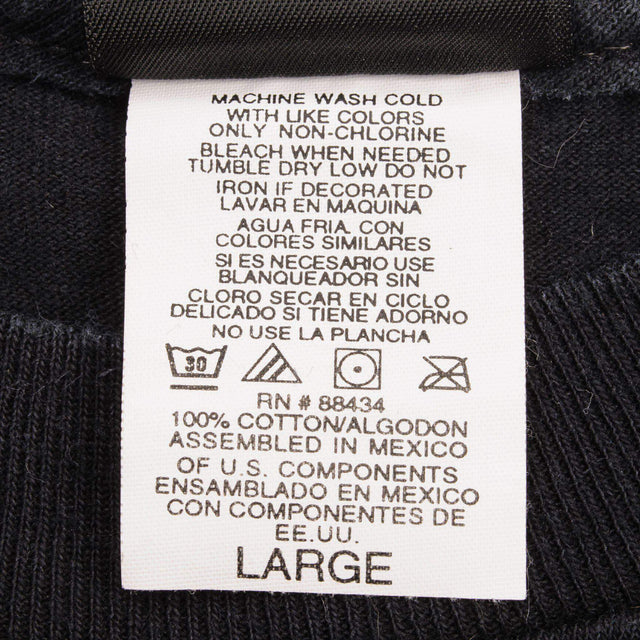 MACHINE WASH COLD
WITH LIKE COLORS
ONLY NON-CHLORINE
BLEACH WHEN NEEDED
TUMBLE DRY LOW DO NOT
IRON IF DECORATED
LAVAR EN MAQUINA
AGUA FRIA. CON
COLORES SIMILARES
SI ES NECESARIO USE
BLANQUEADOR SIN
CLORO SECAR EN CICLO
DELICADO SI TIENE ADORNO
NO USE LA PLANCHA
30
RN # 88434
100% COTTON/ALGODON
ASSEMBLED IN MEXICO
OF U.S. COMPONENTS
ENSAMBLADO EN MEXICO
CON COMPONENTES DE
EE.UU.
LARGE